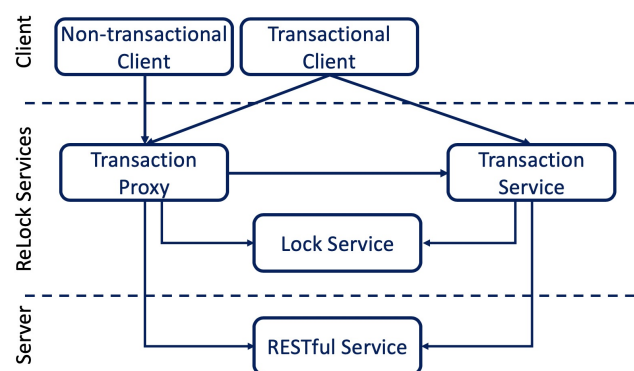 Client
Non-transactional
Client
Transactional
Client
ReLock Services
Transaction
Proxy
Transaction
Service
Lock Service
Server
RESTful Service